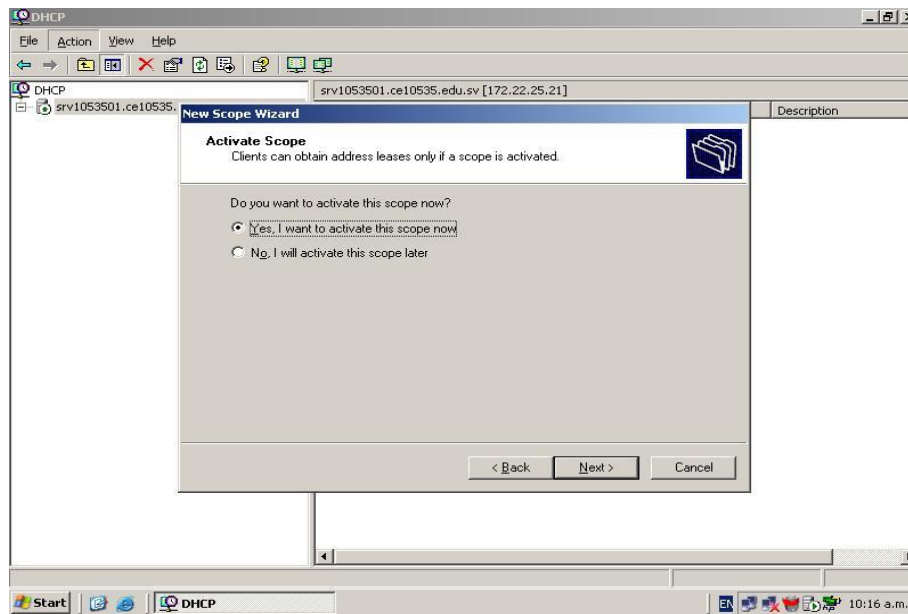 DHCP
File Action View Help
DHCP
srv1053501.ce10535.edu.sv [172.22.25.21]
srv1053501.ce10535.
Description
New Scope Wizard
Activate Scope
Clients can obtain address leases only if a scope is activated.
Do you want to activate this scope now?
Yes, I want to activate this scope now
No, I will activate this scope later
< Back
Next >
Cancel
Start
DHCP
EN
10:16 a.m.